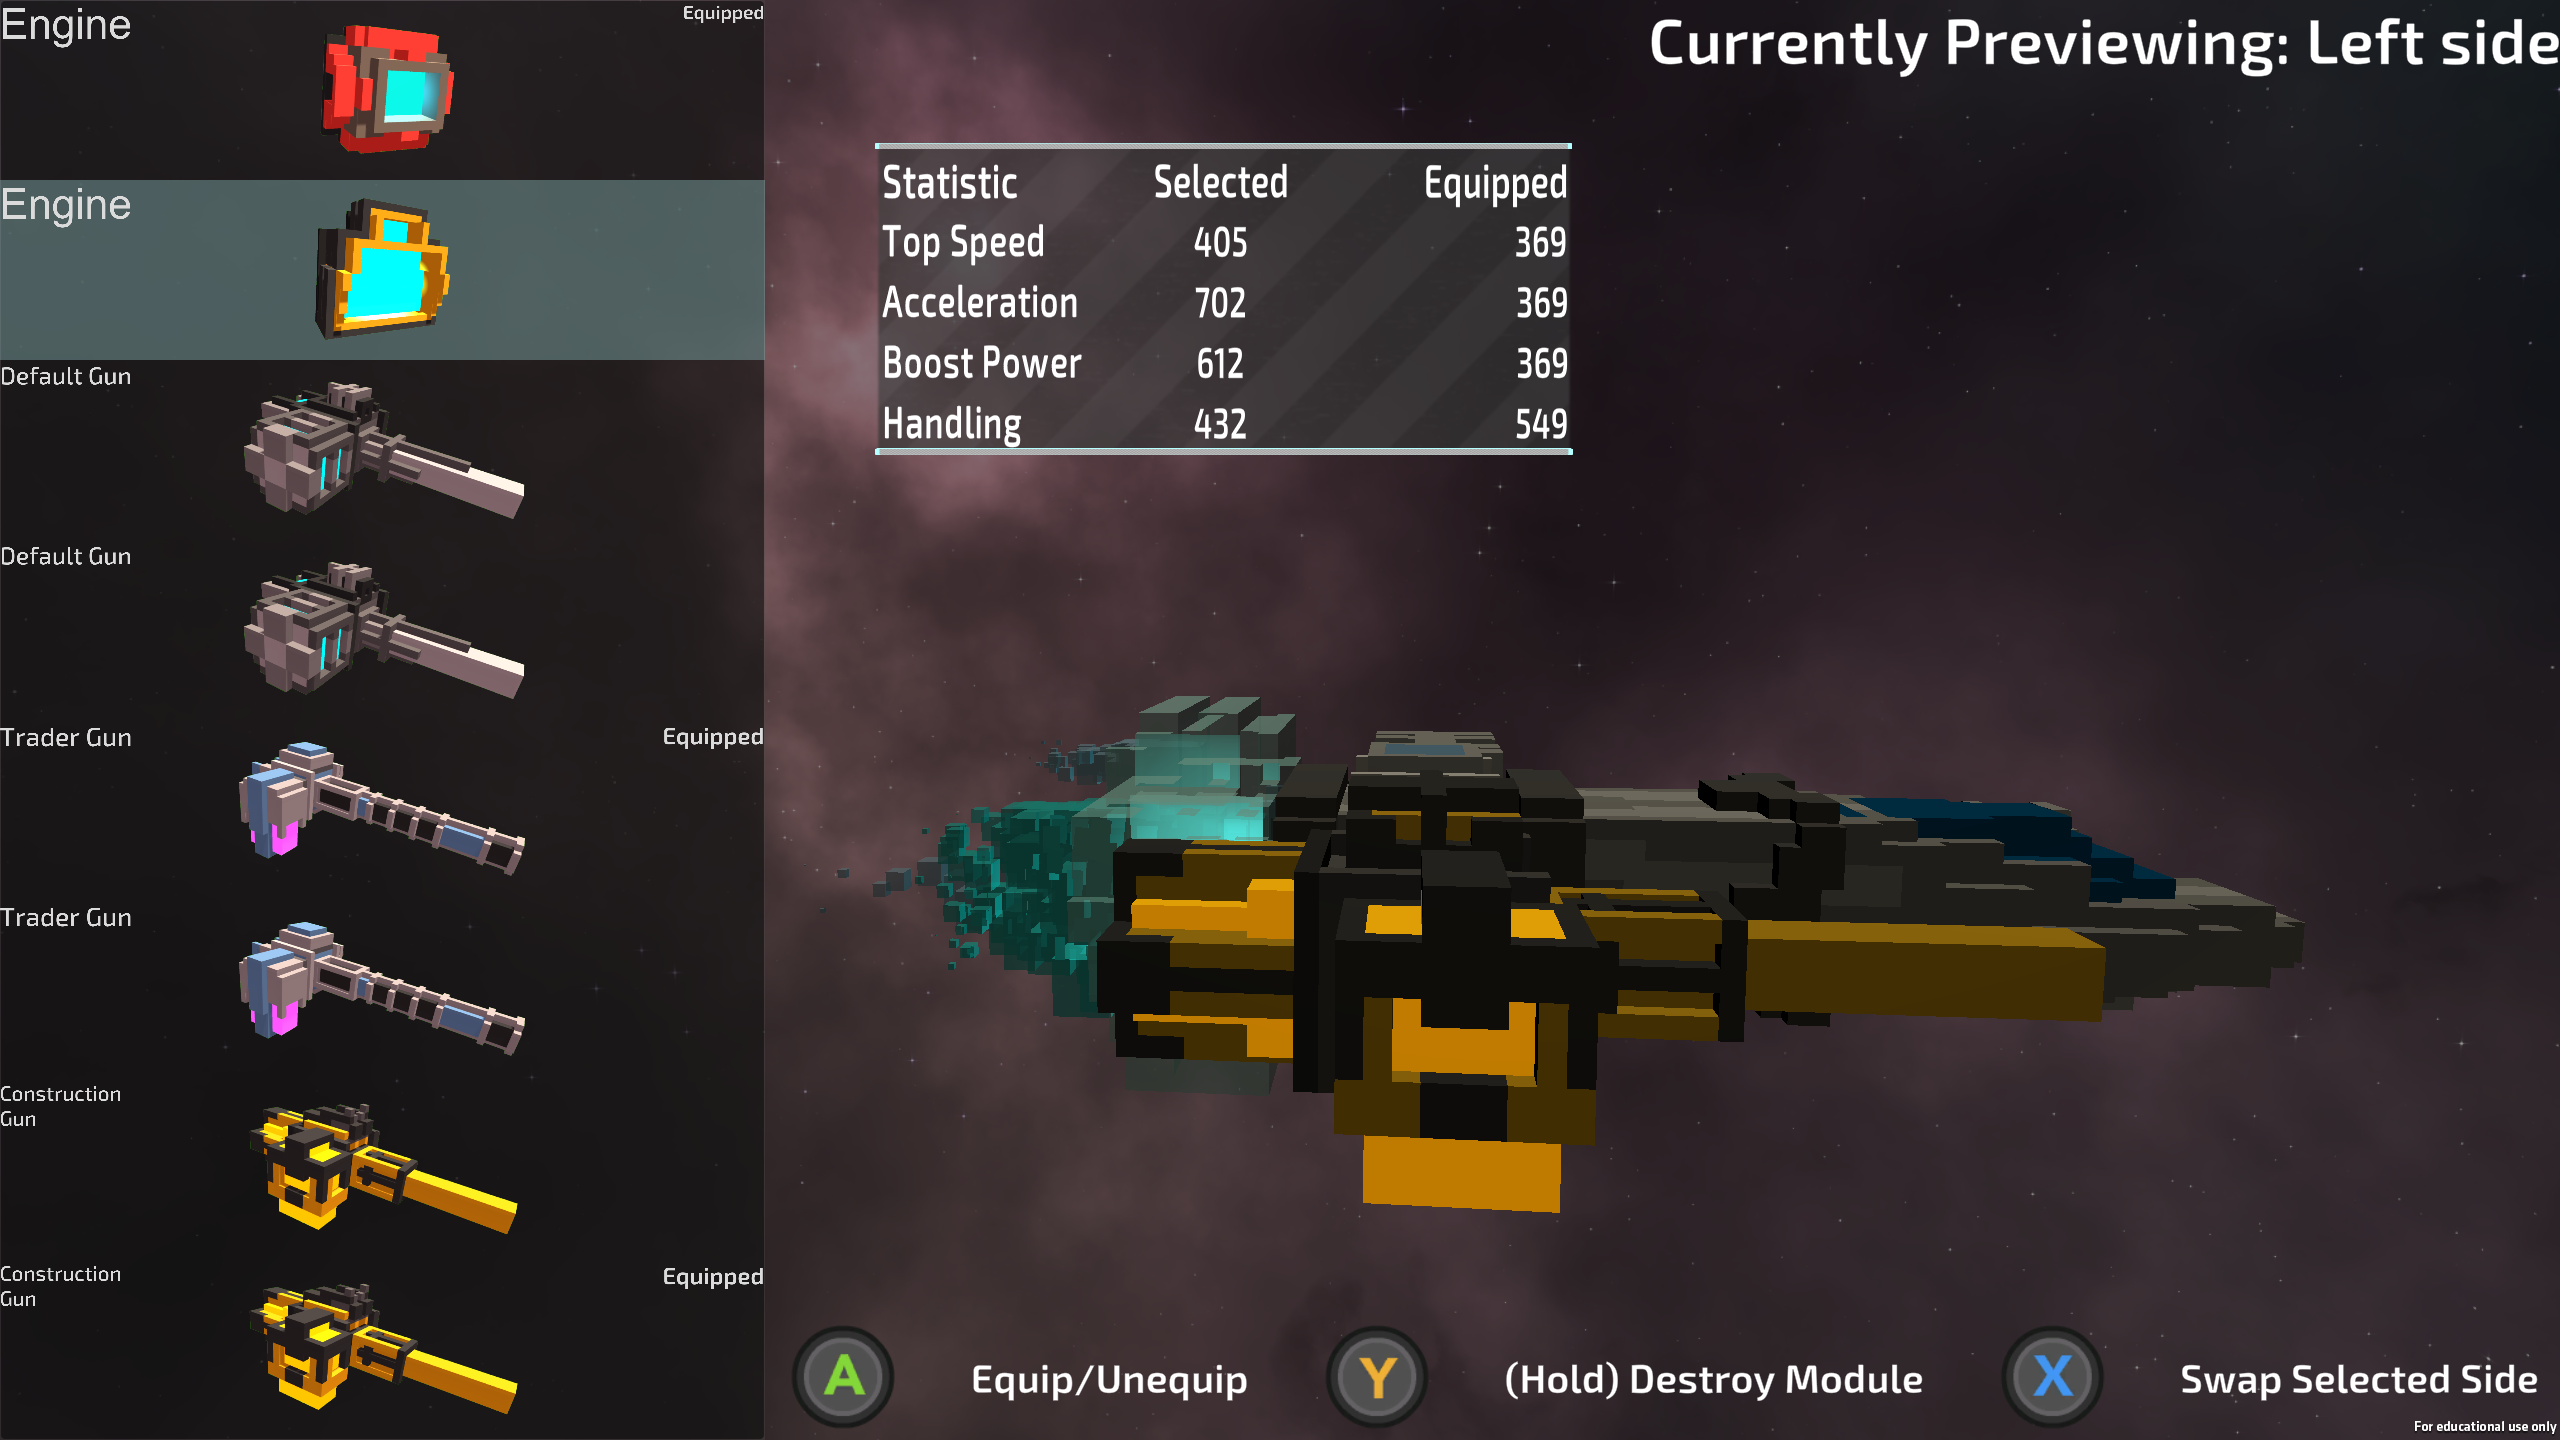 Engine
Equipped
Engine
Default Gun
Default Gun
Trader Gun
Equipped
Trader Gun
Construction
Gun
Construction
Gun
Equipped
Currently Previewing: Left side
Statistic Selected Equipped
Top Speed 405 369
Acceleration 702 369
Boost Power 612 369
Handling 432 549
A Equip/Unequip Y (Hold) Destroy Module X Swap Selected Side
For educational use only